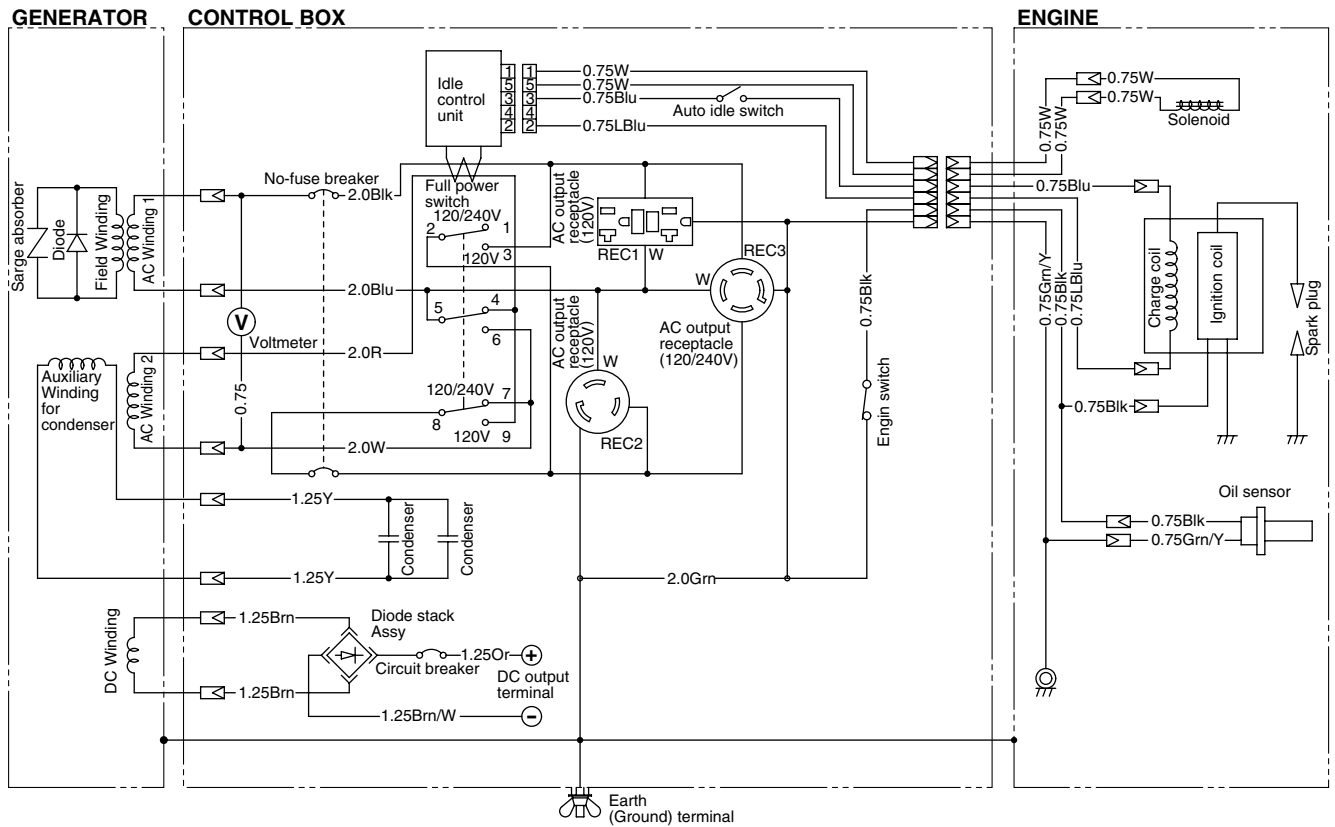 GENERATOR
CONTROL BOX
ENGINE
Idle
control
unit
1
5
3
4
2
1
5
3
4
2
0.75W
0.75W
0.75Blu
Auto idle switch
0.75LBlu
0.75W
0.75W
0.75W
0.75W
Solenoid
No-fuse breaker
2.0Blk
Full power
switch
120/240V
2
1
120V
3
AC output
receptacle
(120V)
REC1
W
REC3
W
0.75Blu
Sarge absorber
Diode
Field Winding
AC Winding 1
2.0Blu
5
4
6
V
Voltmeter
2.0R
AC output
receptacle
(120V)
W
AC output
receptacle
(120/240V)
0.75Blk
Engin switch
0.75Grn/Y
0.75Blk
0.75LBlu
Charge coil
Ignition coil
Spark plug
Auxiliary
Winding
for
condenser
AC Winding 2
0.75
120/240V
7
8
120V
9
REC2
0.75Blk
2.0W
1.25Y
Condenser
Condenser
Oil sensor
0.75Blk
0.75Grn/Y
1.25Y
2.0Grn
DC Winding
1.25Brn
Diode stack
Assy
Circuit breaker
1.25Or
+
DC output
terminal
1.25Brn
1.25Brn/W
−
Earth
(Ground) terminal